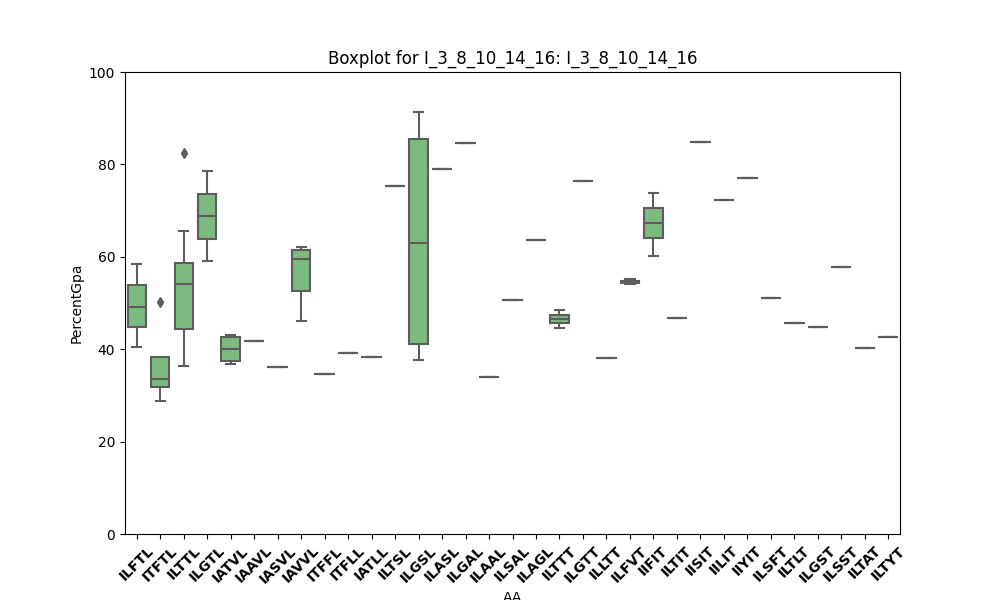 Boxplot for I_3_8_10_14_16: I_3_8_10_14_16
100
80
60
40
20
0
PercentGpa
ILFTL
ITFTL
ILTTL
ILGTL
IATVL
IAAVL
IASVL
IAVVL
ITFFL
ITFLL
IATLL
ILTSL
ILGSL
ILASL
ILGAL
ILAAL
ILSAL
ILAGL
ILTTT
ILGTT
ILLTT
ILFVT
IIFIT
ILTIT
IISIT
IILIT
IIYIT
ILSFT
ILTLT
ILGST
ILSST
ILTAT
ILTYT
AA